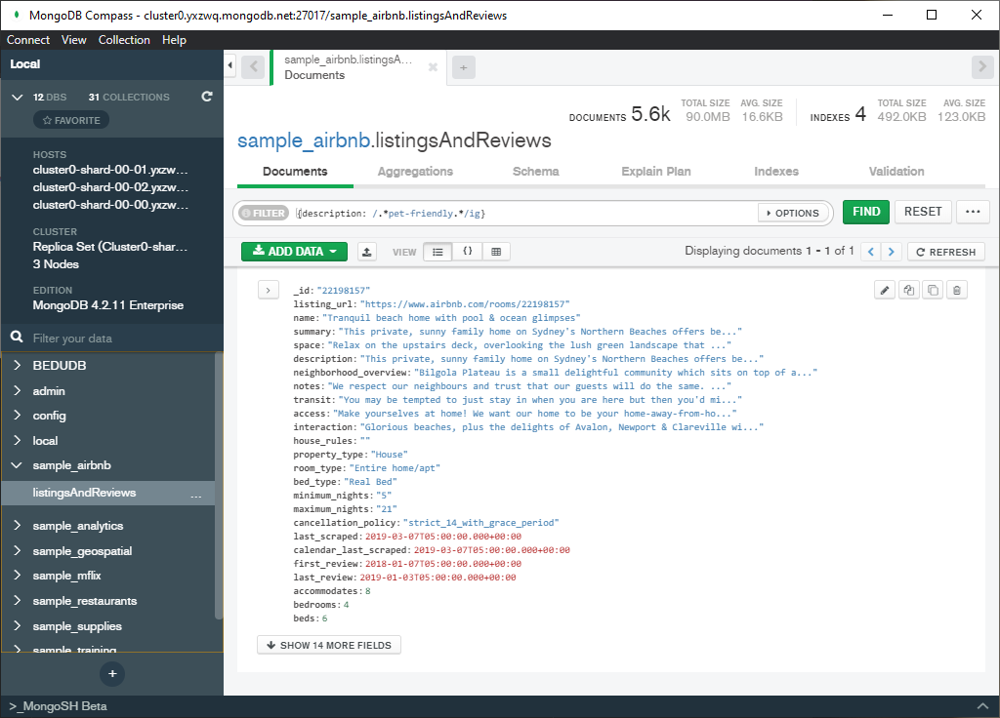 MongoDB Compass - cluster0.yxzwq.mongodb.net:27017/sample_airbnb.listingsAndReviews
Connect View Collection Help
Local
12 DBS 31 COLLECTIONS
FAVORITE
HOSTS
cluster0-shard-00-01.yxzw...
cluster0-shard-00-02.yxzw...
cluster0-shard-00-00.yxzw...
CLUSTER
Replica Set (Cluster0-shar...
3 Nodes
EDITION
MongoDB 4.2.11 Enterprise
Filter your data
BEDUDB
admin
config
local
sample_airbnb
listingsAndReviews ...
sample_analytics
sample_geospatial
sample_mflix
sample_restaurants
sample_supplies
sample_training
+
sample_airbnb.listingsA...
Documents
+
DOCUMENTS 5.6k TOTAL SIZE 90.0MB AVG. SIZE 16.6KB INDEXES 4 TOTAL SIZE 492.0KB AVG. SIZE 123.0KB
sample_airbnb.listingsAndReviews
Documents Aggregations Schema Explain Plan Indexes Validation
FILTER {description: /.*pet-friendly.*/ig} OPTIONS FIND RESET ...
ADD DATA VIEW {} Displaying documents 1 - 1 of 1 < > REFRESH
_id: "22198157"
listing_url: "https://www.airbnb.com/rooms/22198157"
name: "Tranquil beach home with pool & ocean glimpses"
summary: "This private, sunny family home on Sydney's Northern Beaches offers be..."
space: "Relax on the upstairs deck, overlooking the lush green landscape that ..."
description: "This private, sunny family home on Sydney's Northern Beaches offers be..."
neighborhood_overview: "Bilgola Plateau is a small delightful community which sits on top of a..."
notes: "We respect our neighbours and trust that our guests will do the same. ..."
transit: "You may be tempted to just stay in when you are here but then you'd mi..."
access: "Make yourselves at home! We want our home to be your home-away-from-ho..."
interaction: "Glorious beaches, plus the delights of Avalon, Newport & Clareville wi..."
house_rules: ""
property_type: "House"
room_type: "Entire home/apt"
bed_type: "Real Bed"
minimum_nights: "5"
maximum_nights: "21"
cancellation_policy: "strict_14_with_grace_period"
last_scraped: 2019-03-07T05:00:00.000+00:00
calendar_last_scraped: 2019-03-07T05:00:00.000+00:00
first_review: 2018-01-07T05:00:00.000+00:00
last_review: 2019-01-03T05:00:00.000+00:00
accommodates: 8
bedrooms: 4
beds: 6
SHOW 14 MORE FIELDS
>_MongoSH Beta